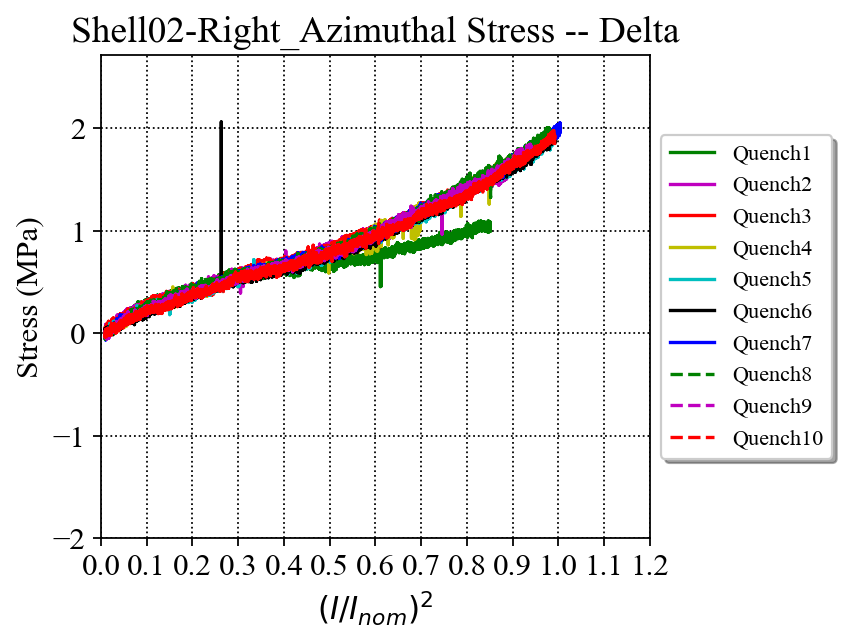 Shell02-Right_Azimuthal Stress -- Delta
Stress (MPa)
2
1
0
−1
−2
0.0 0.1 0.2 0.3 0.4 0.5 0.6 0.7 0.8 0.9 1.0 1.1 1.2
(I/I_{nom})^2
Quench1
Quench2
Quench3
Quench4
Quench5
Quench6
Quench7
Quench8
Quench9
Quench10